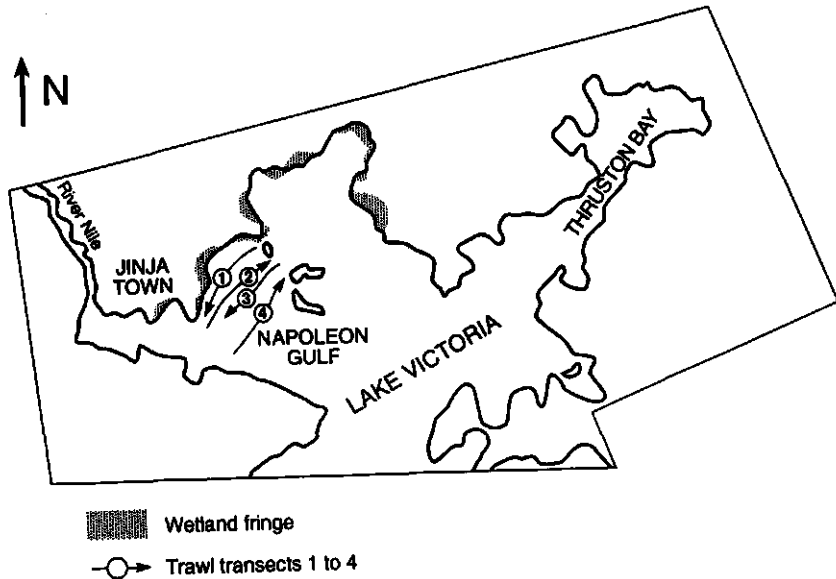 N
River Nile
JINJA
TOWN
1
2
3
4
NAPOLEON
GULF
LAKE VICTORIA
THRUSTON BAY
Wetland fringe
Trawl transects 1 to 4